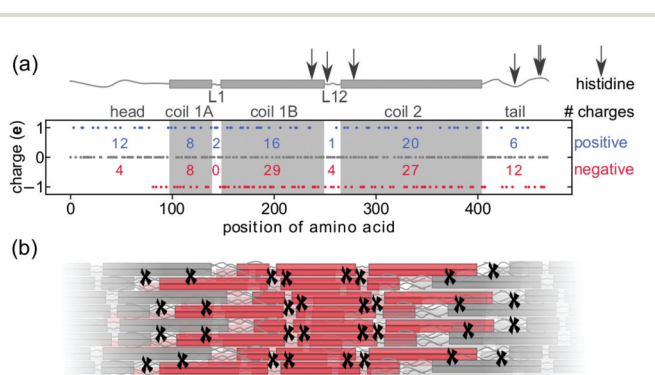 (a)
histidine
L1
L12
head coil 1A coil 1B coil 2 tail # charges
1
12 8 2 16 1 20 6 positive
0
4 8 0 29 4 27 12 negative
−1
charge (e)
0 100 200 300 400
position of amino acid
(b)